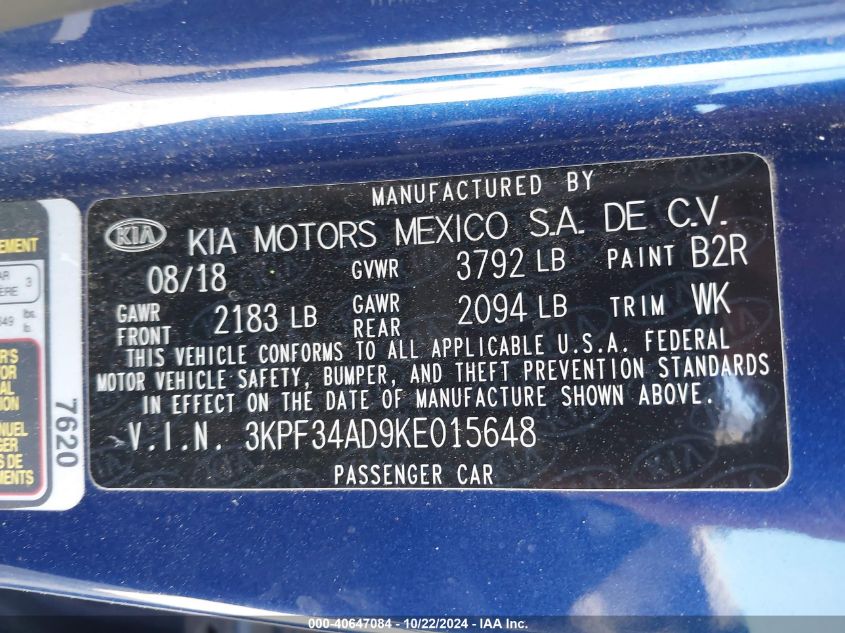 MANUFACTURED BY
KIA KIA MOTORS MEXICO S.A. DE C.V.
08/18 GVWR 3792 LB PAINT B2R
GAWR FRONT 2183 LB GAWR REAR 2094 LB TRIM WK
THIS VEHICLE CONFORMS TO ALL APPLICABLE U.S.A. FEDERAL
MOTOR VEHICLE SAFETY, BUMPER, AND THEFT PREVENTION STANDARDS
IN EFFECT ON THE DATE OF MANUFACTURE SHOWN ABOVE.
V.I.N. 3KPF34AD9KE015648
PASSENGER CAR
7620
000-40647084 - 10/22/2024 - IAA Inc.